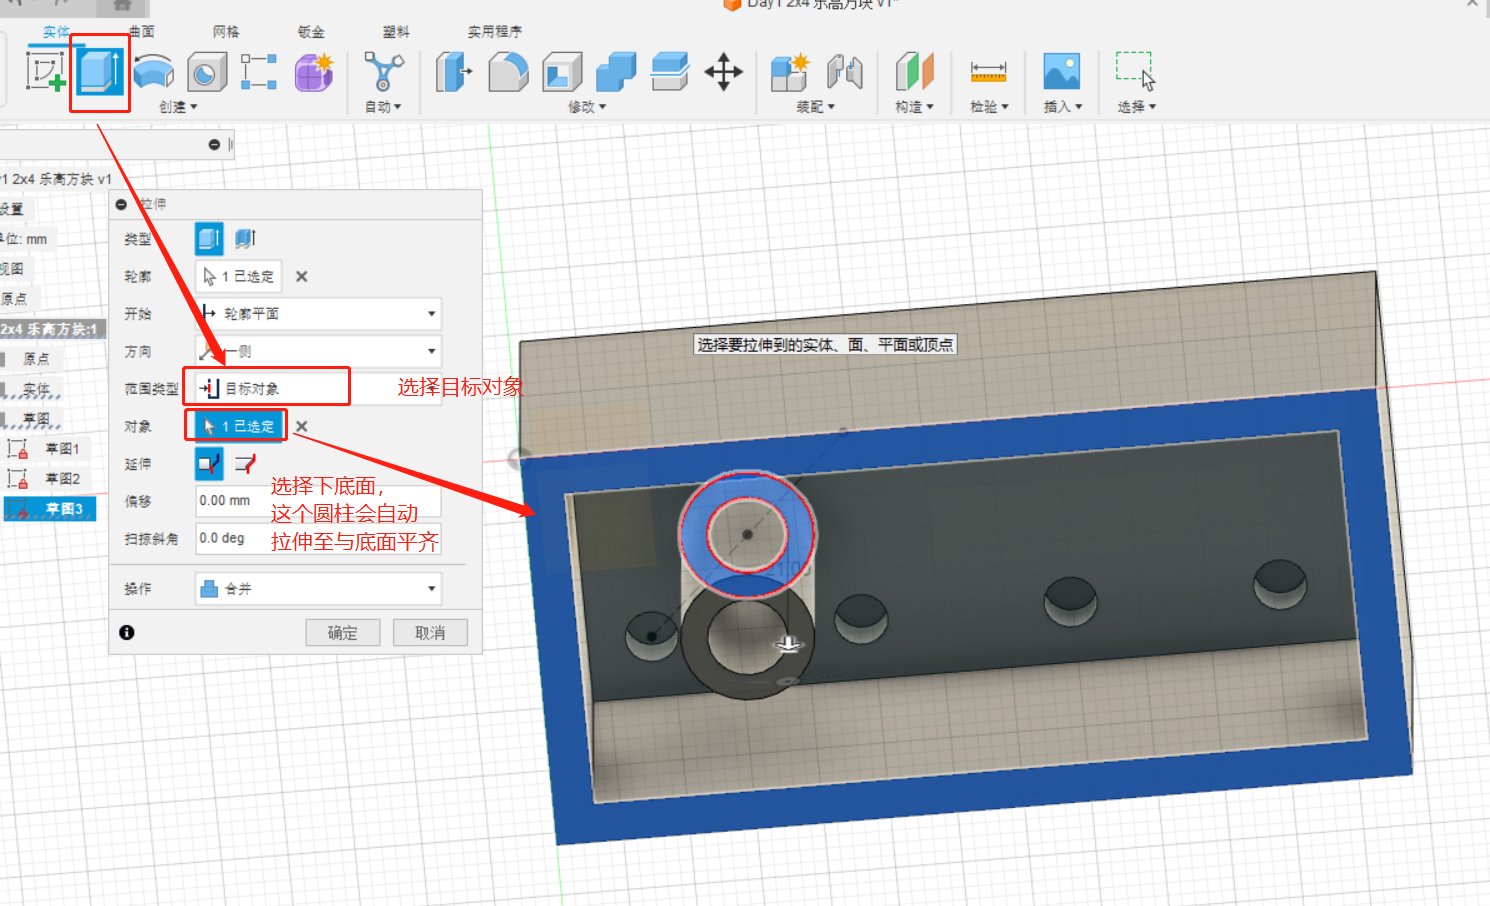 Day1 2x4 乐高方块 v1*
实体
曲面
网格
钣金
塑料
实用程序
创建
自动
修改
装配
构造
检验
插入
选择
v1 2x4 乐高方块 v1
设置
单位: mm
视图
原点
2x4 乐高方块:1
原点
实体
草图
草图1
草图2
草图3
拉伸
类型
轮廓
1 已选定
开始
轮廓平面
方向
一侧
范围类型
目标对象
对象
1 已选定
延伸
偏移
0.00 mm
扫掠斜角
0.0 deg
操作
合并
确定
取消
选择目标对象
选择下底面，
这个圆柱会自动
拉伸至与底面平齐
选择要拉伸到的实体、面、平面或顶点